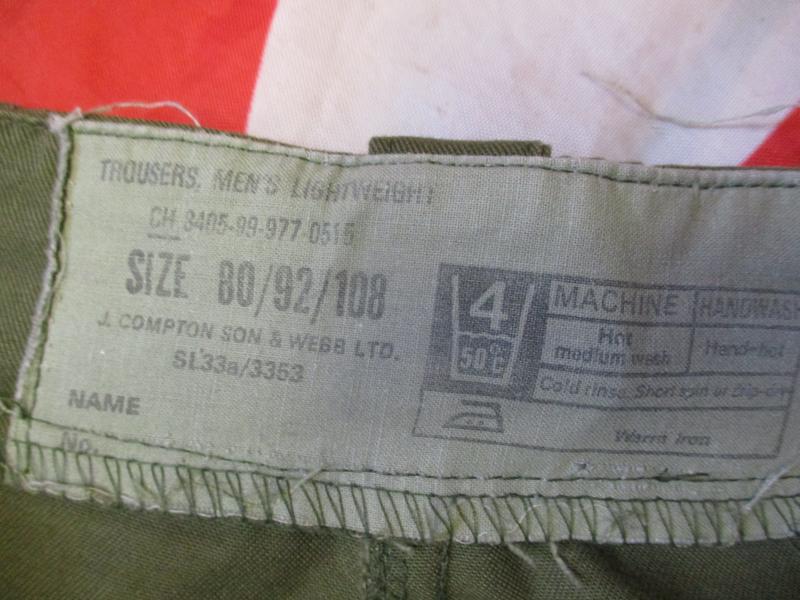 TROUSERS, MEN'S LIGHTWEIGHT
CH 8405-99-977-0515
SIZE 80/92/108
J. COMPTON SON & WEBB LTD.
SL33a/3353
NAME
No.
4
50°C
MACHINE
HANDWASH
Hot
medium wash
Hand-hot
Cold rinse. Short spin or drip-dry
Warm iron